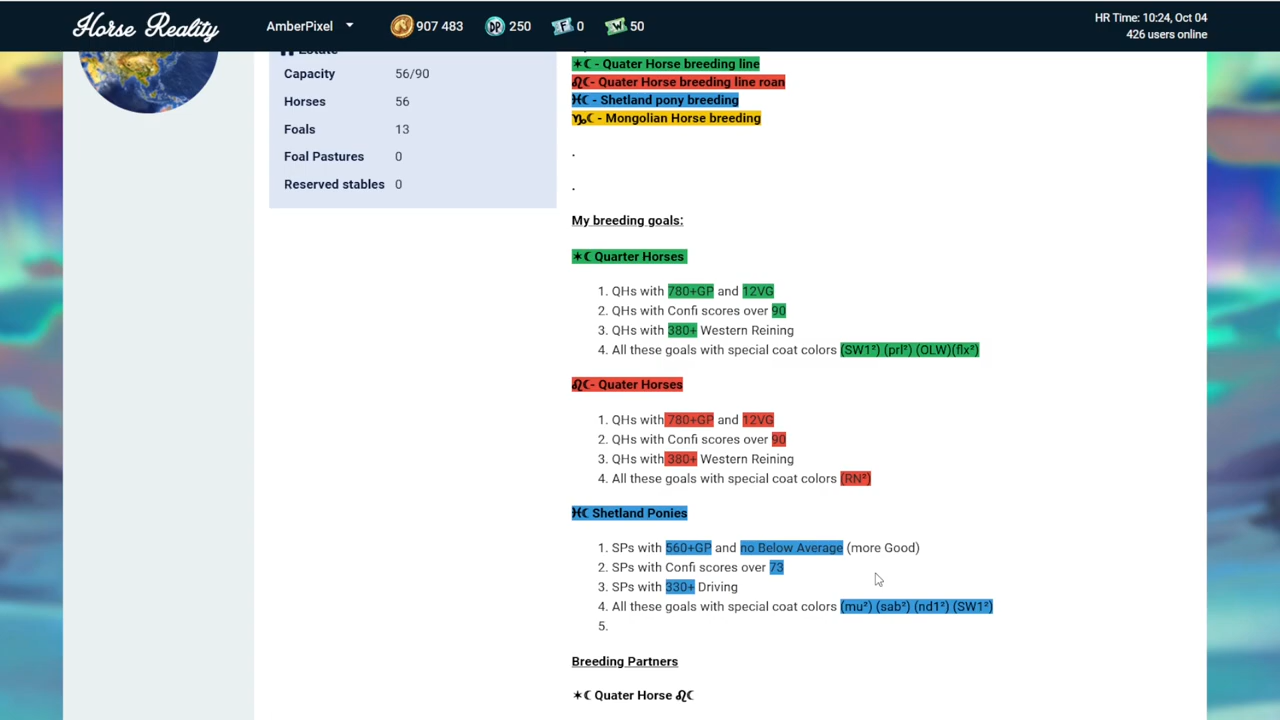 Horse Reality
AmberPixel
907 483
250
0
50
HR Time: 10:24, Oct 04
426 users online
Estate
Capacity 56/90
Horses 56
Foals 13
Foal Pastures 0
Reserved stables 0
✶☾ - Quater Horse breeding line
♌☾ - Quater Horse breeding line roan
♓☾ - Shetland pony breeding
♑☾ - Mongolian Horse breeding
.
.
My breeding goals:
✶☾ Quarter Horses
1. QHs with 780+GP and 12VG
2. QHs with Confi scores over 90
3. QHs with 380+ Western Reining
4. All these goals with special coat colors (SW1²) (prl²) (OLW)(flx²)
♌☾- Quater Horses
1. QHs with 780+GP and 12VG
2. QHs with Confi scores over 90
3. QHs with 380+ Western Reining
4. All these goals with special coat colors (RN²)
♓☾ Shetland Ponies
1. SPs with 560+GP and no Below Average (more Good)
2. SPs with Confi scores over 73
3. SPs with 330+ Driving
4. All these goals with special coat colors (mu²) (sab²) (nd1²) (SW1²)
5.
Breeding Partners
✶☾ Quater Horse ♌☾